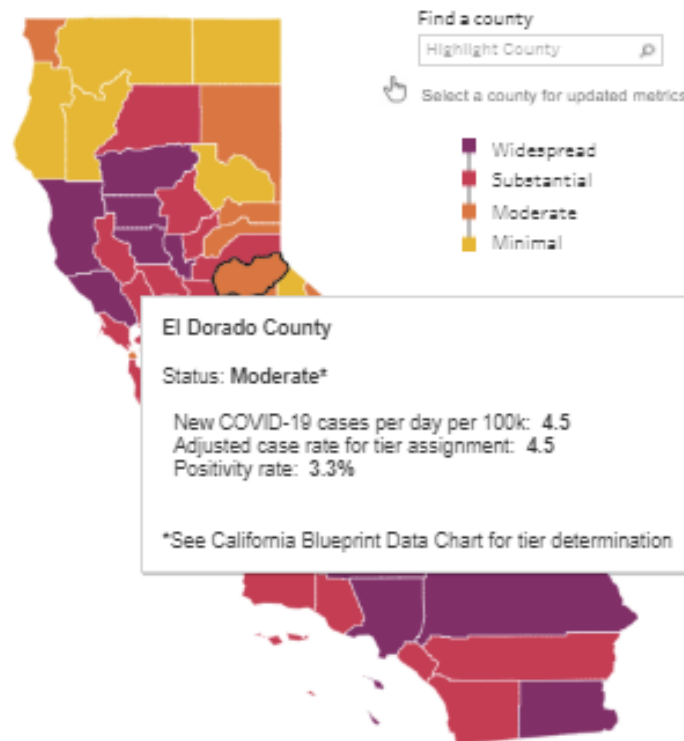 Find a county
Highlight County
Select a county for updated metrics
Widespread
Substantial
Moderate
Minimal
El Dorado County
Status: Moderate*
New COVID-19 cases per day per 100k: 4.5
Adjusted case rate for tier assignment: 4.5
Positivity rate: 3.3%
*See California Blueprint Data Chart for tier determination